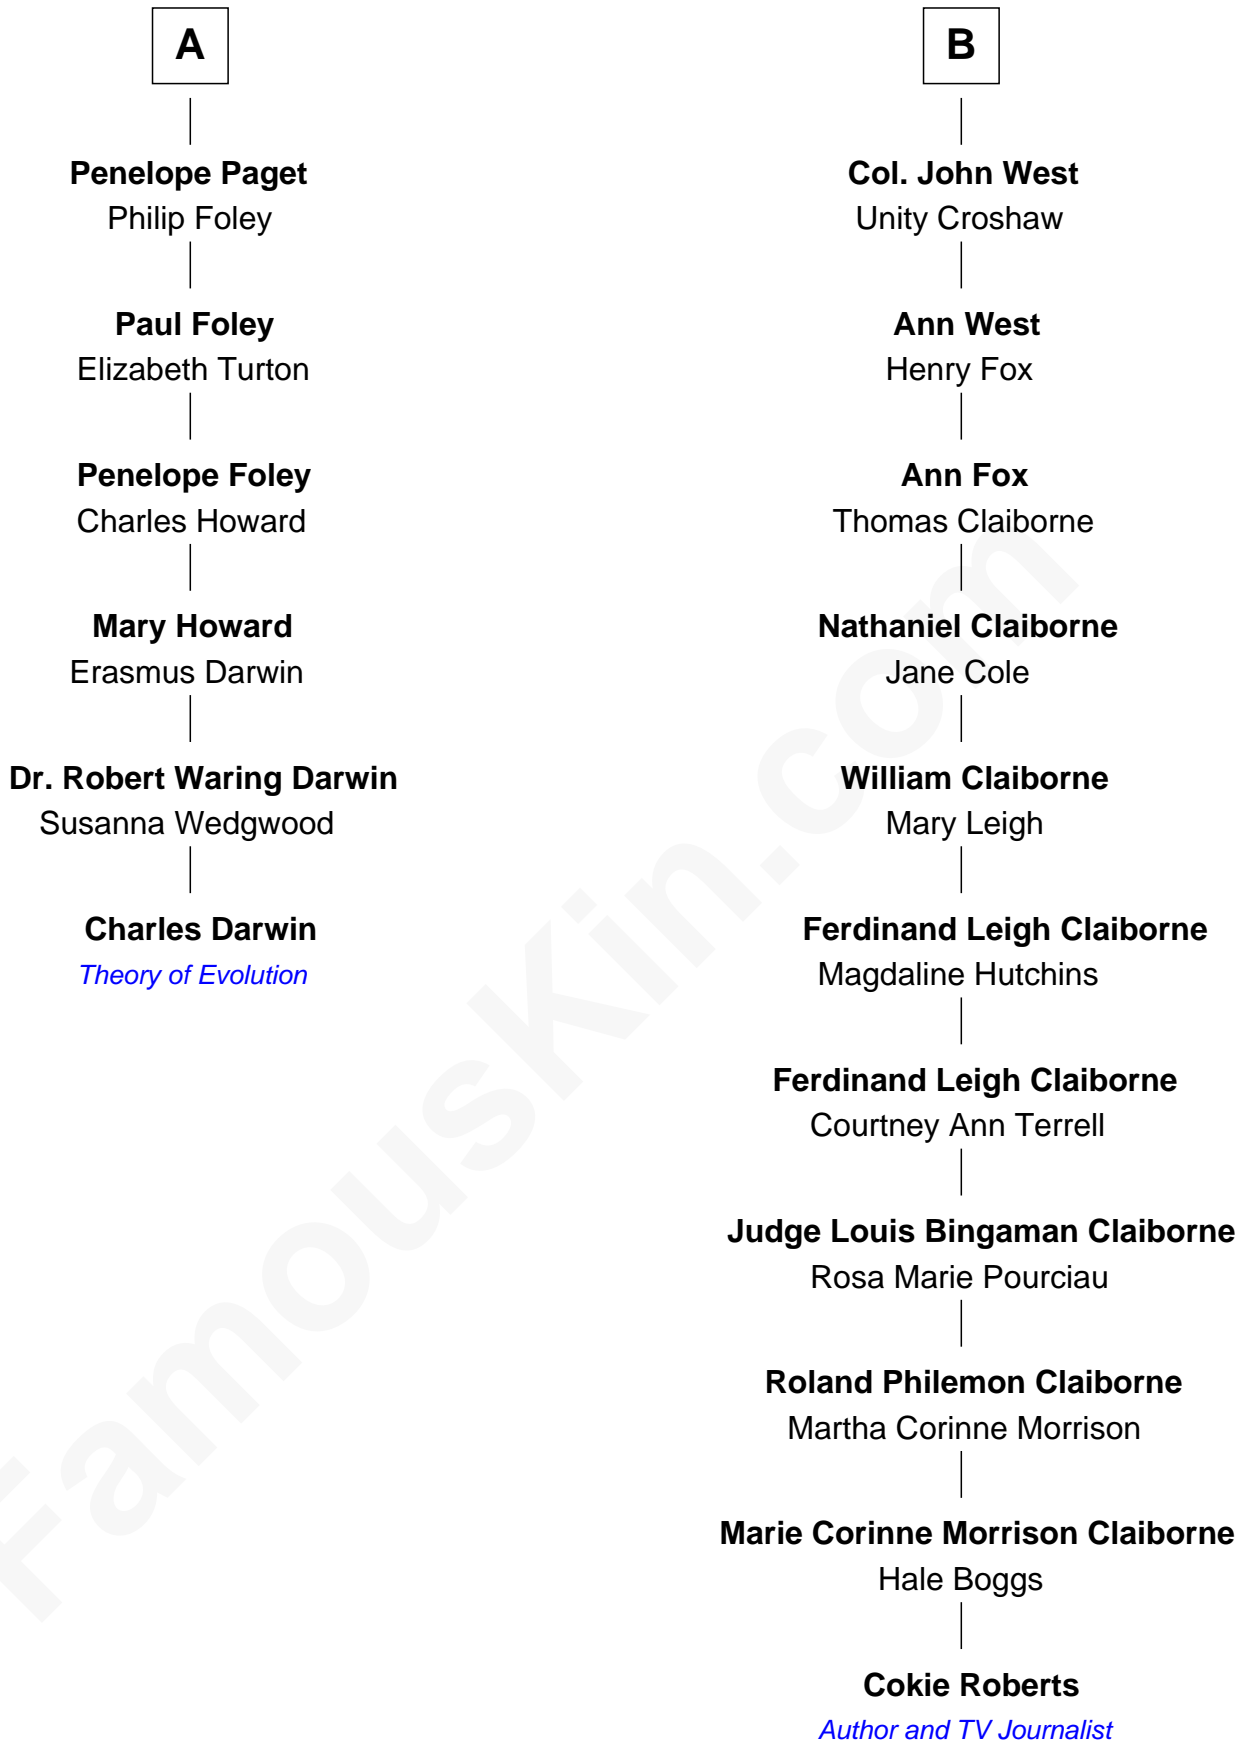 A
Penelope Paget
Philip Foley
Paul Foley
Elizabeth Turton
Penelope Foley
Charles Howard
Mary Howard
Erasmus Darwin
Dr. Robert Waring Darwin
Susanna Wedgwood
Charles Darwin
Theory of Evolution
B
Col. John West
Unity Croshaw
Ann West
Henry Fox
Ann Fox
Thomas Claiborne
Nathaniel Claiborne
Jane Cole
William Claiborne
Mary Leigh
Ferdinand Leigh Claiborne
Magdaline Hutchins
Ferdinand Leigh Claiborne
Courtney Ann Terrell
Judge Louis Bingaman Claiborne
Rosa Marie Pourciau
Roland Philemon Claiborne
Martha Corinne Morrison
Marie Corinne Morrison Claiborne
Hale Boggs
Cokie Roberts
Author and TV Journalist
FamousKin.com